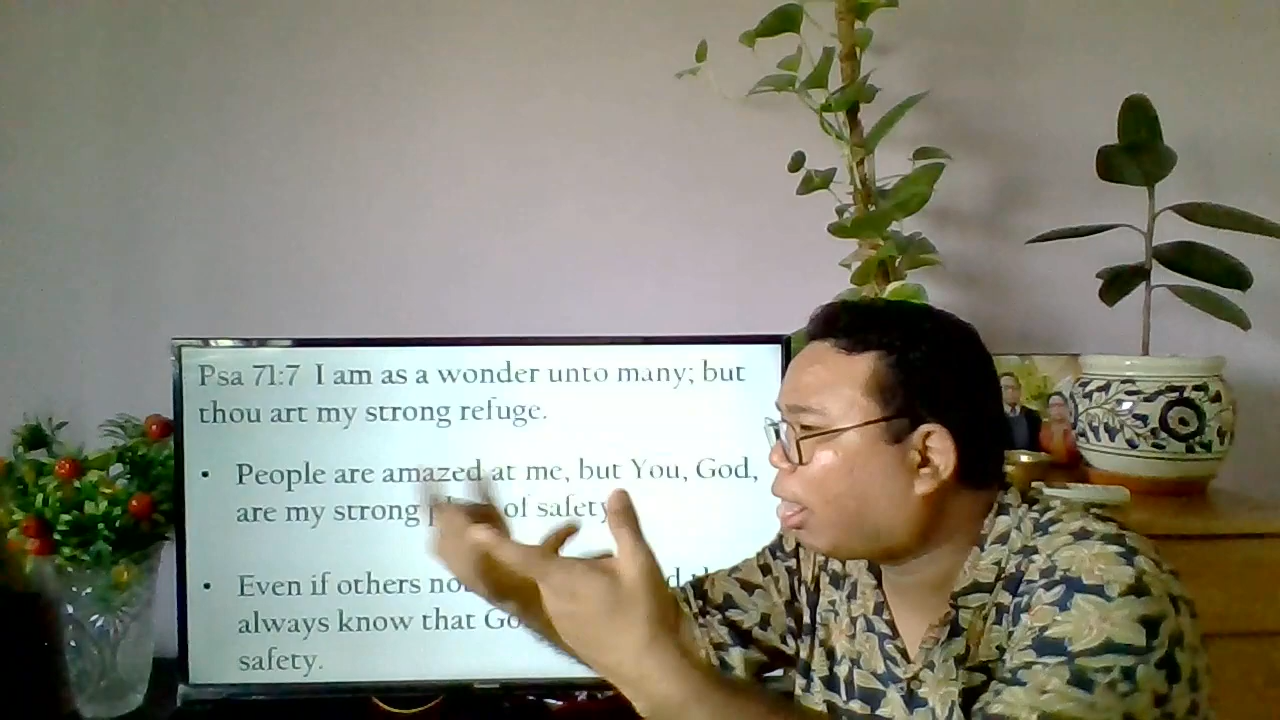 Psa 71:7 I am as a wonder unto many; but
thou art my strong refuge.
• People are amazed at me, but You, God,
are my strong of safety
• Even if others
always know that
safety.